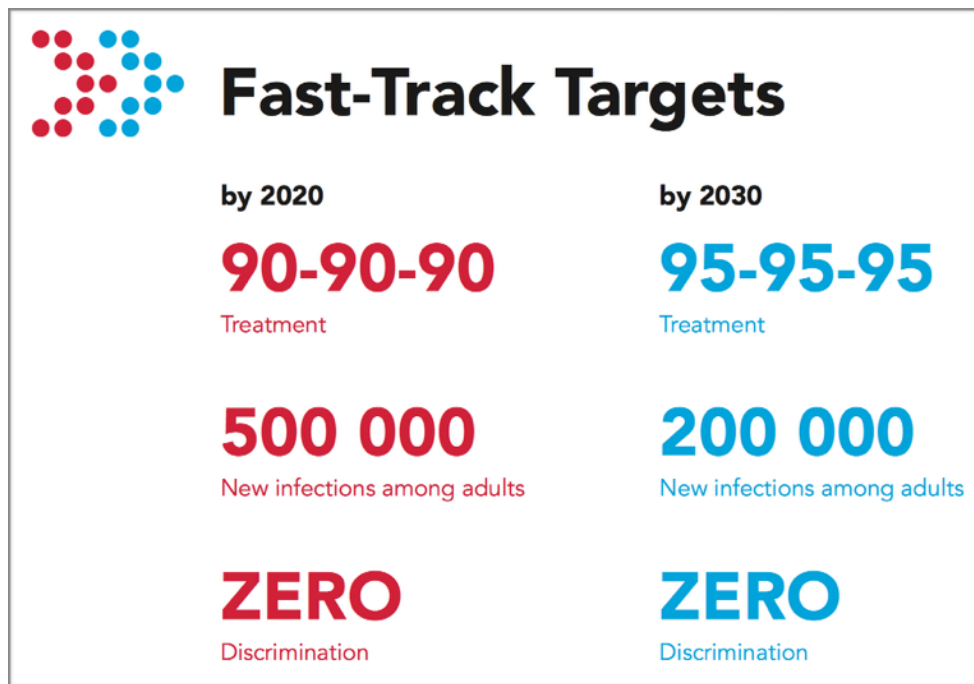 Fast-Track Targets
by 2020
90-90-90
Treatment
500 000
New infections among adults
ZERO
Discrimination
by 2030
95-95-95
Treatment
200 000
New infections among adults
ZERO
Discrimination